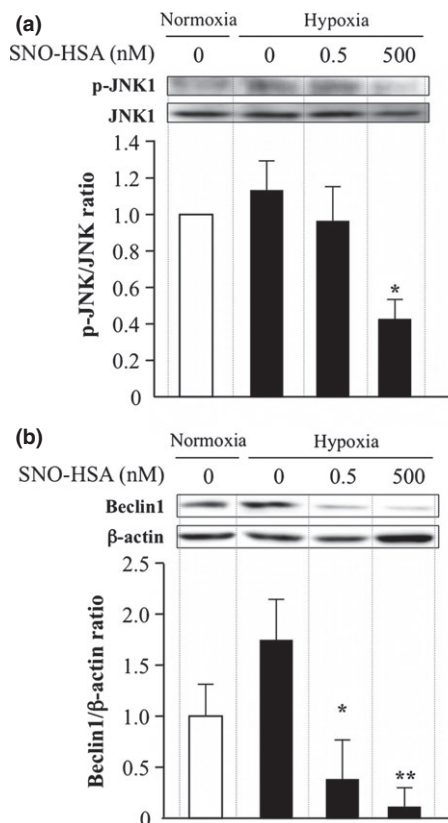 (a)
Normoxia Hypoxia
SNO-HSA (nM) 0 0 0.5 500
p-JNK1
JNK1
p-JNK/JNK ratio
1.4
1.2
1.0
0.8
0.6
0.4
0.2
0
*
(b)
Normoxia Hypoxia
SNO-HSA (nM) 0 0 0.5 500
Beclin1
β-actin
Beclin1/β-actin ratio
2.5
2.0
1.5
1.0
0.5
0.0
*
**